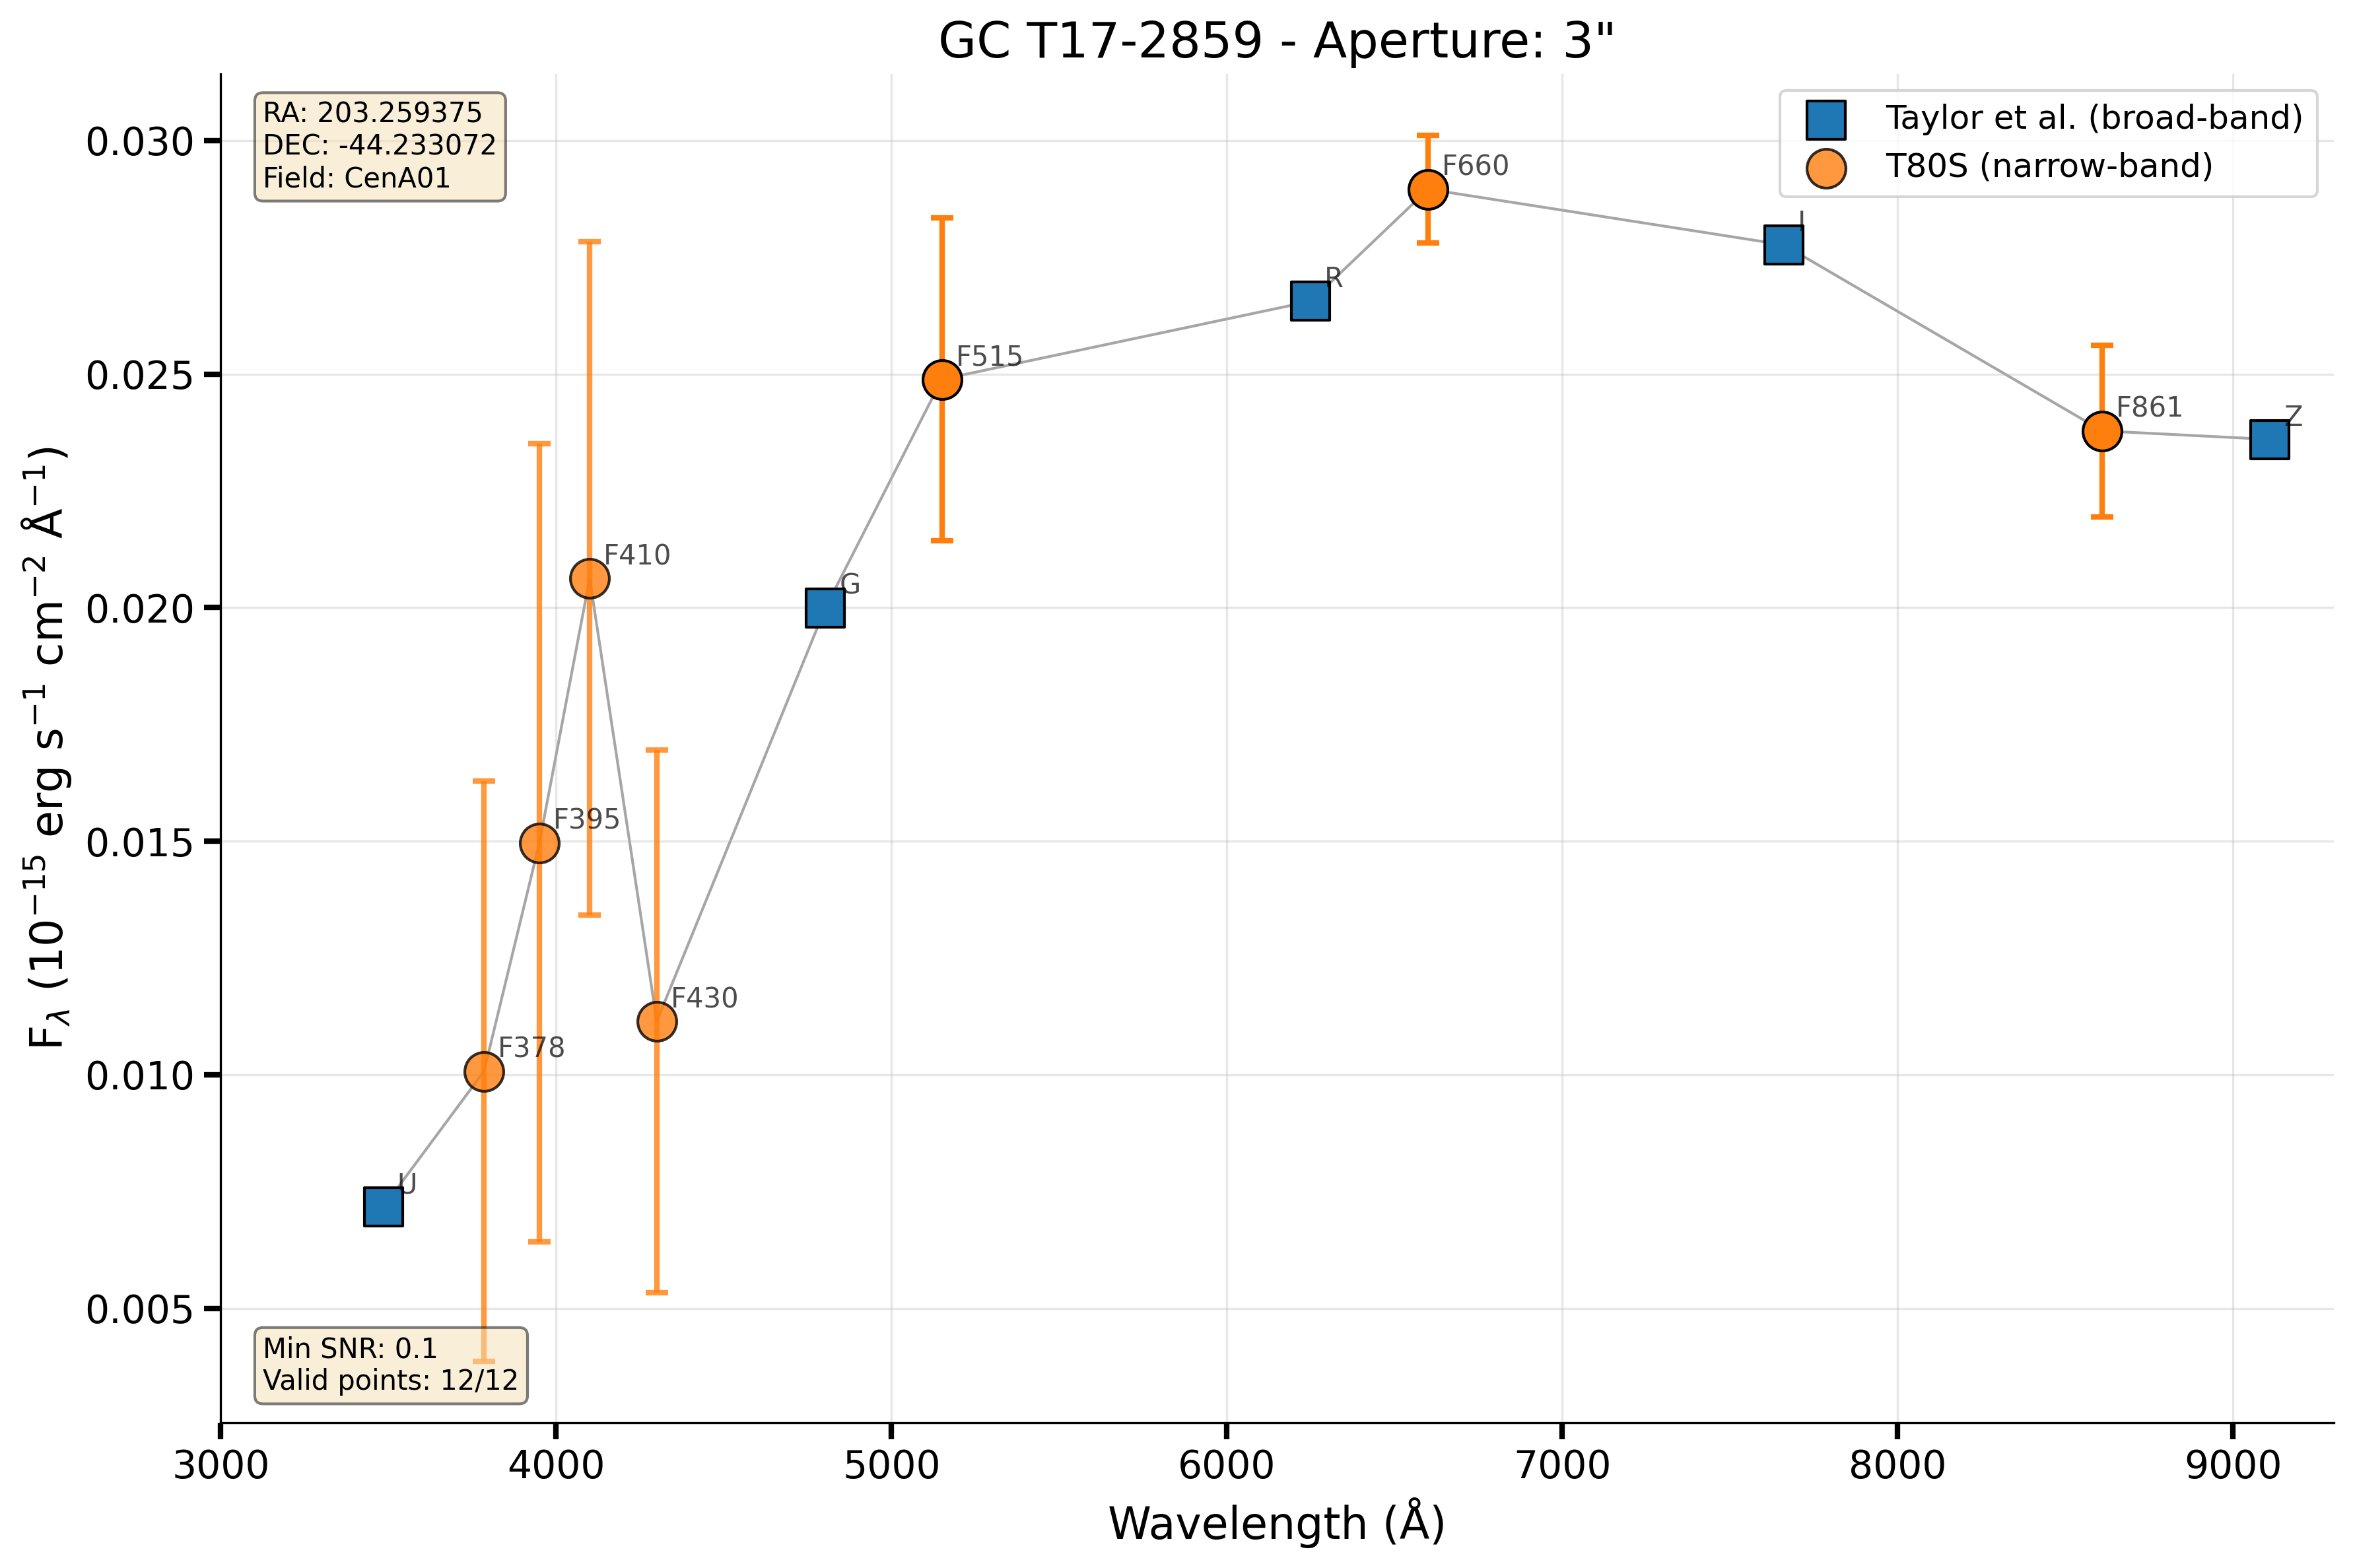 GC T17-2859 - Aperture: 3"
RA: 203.259375
DEC: -44.233072
Field: CenA01
Taylor et al. (broad-band)
T80S (narrow-band)
F660
I
R
F515
F861
Z
F410
G
F395
F430
F378
U
0.030
0.025
0.020
0.015
0.010
0.005
F_λ (10⁻¹⁵ erg s⁻¹ cm⁻² Å⁻¹)
Min SNR: 0.1
Valid points: 12/12
3000 4000 5000 6000 7000 8000 9000
Wavelength (Å)